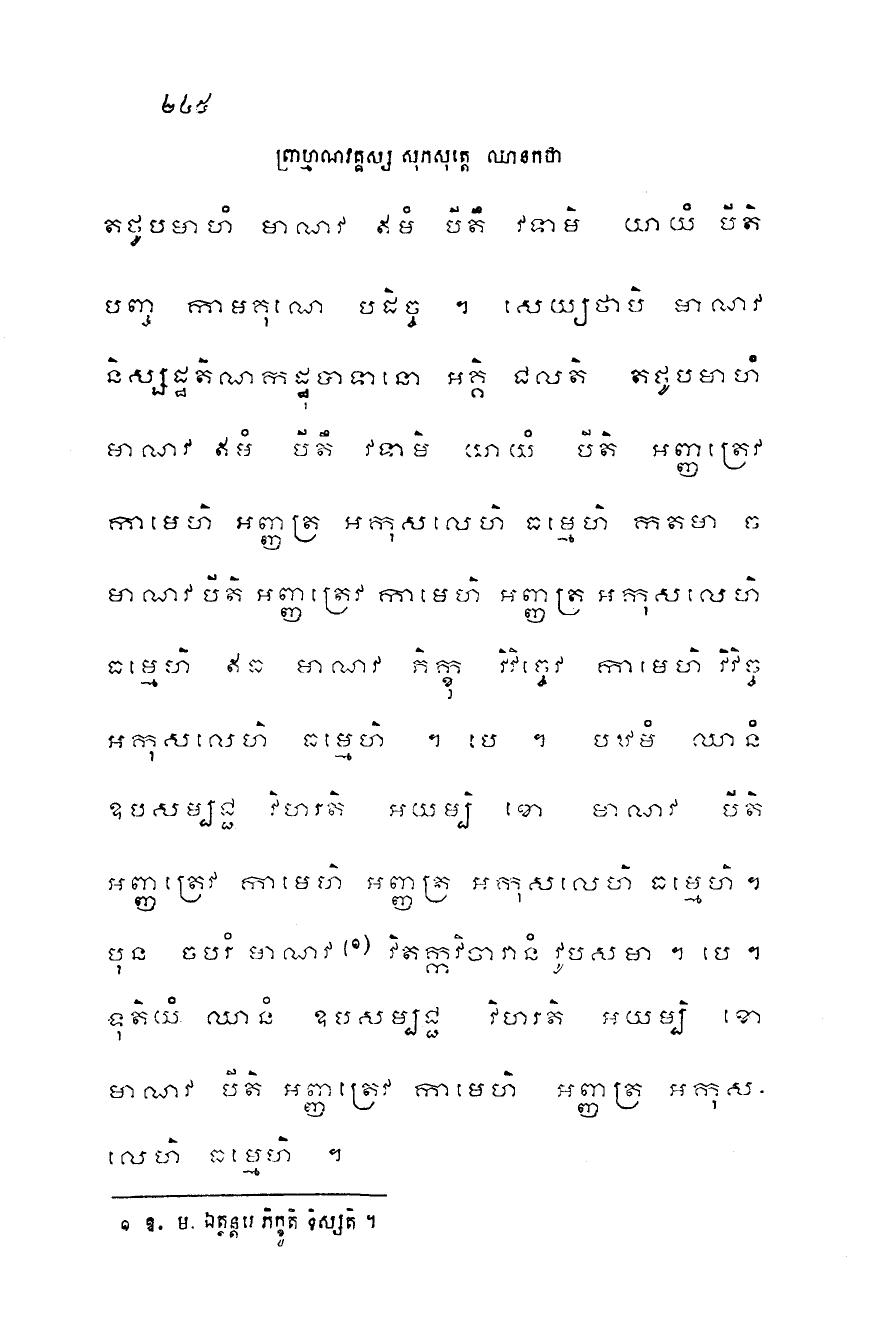 ២៤៥
ព្រាហ្មណវគ្គស្ស សុភសុត្តេ ឈានកថា
តថូបមាហំ មាណវ ឥមំ បីតឹ វទាមិ យាយំ បីតិ
បញ្ច កាមគុណេ បដិច្ច ។ សេយ្យថាបិ មាណវ
និស្សដ្ឋតិណកដ្ឋុបាទានោ អគ្គិ ជលតិ តថូបមាហំ
មាណវ ឥមំ បីតឹ វទាមិ យាយំ បីតិ អញ្ញត្រេវ
កាមេហិ អញ្ញត្រ អកុសលេហិ ធម្មេហិ កតមា ច
មាណវ បីតិ អញ្ញត្រេវ កាមេហិ អញ្ញត្រ អកុសលេហិ
ធម្មេហិ ឥធ មាណវ ភិក្ខុ វិវិច្ចេវ កាមេហិ វិវិច្ច
អកុសលេហិ ធម្មេហិ ។ បេ ។ បឋមំ ឈានំ
ឧបសម្បជ្ជ វិហរតិ អយម្បិ ខោ មាណវ បីតិ
អញ្ញត្រេវ កាមេហិ អញ្ញត្រ អកុសលេហិ ធម្មេហិ ។
បុន ចបរំ មាណវ (១) វិតក្កវិចារានំ វូបសមា ។ បេ ។
ទុតិយំ ឈានំ ឧបសម្បជ្ជ វិហរតិ អយម្បិ ខោ
មាណវ បីតិ អញ្ញត្រេវ កាមេហិ អញ្ញត្រ អកុស-
លេហិ ធម្មេហិ ។
១ ឱ. ម. ឯត្ថន្តរេ ភិក្ខូតិ ទិស្សតិ ។